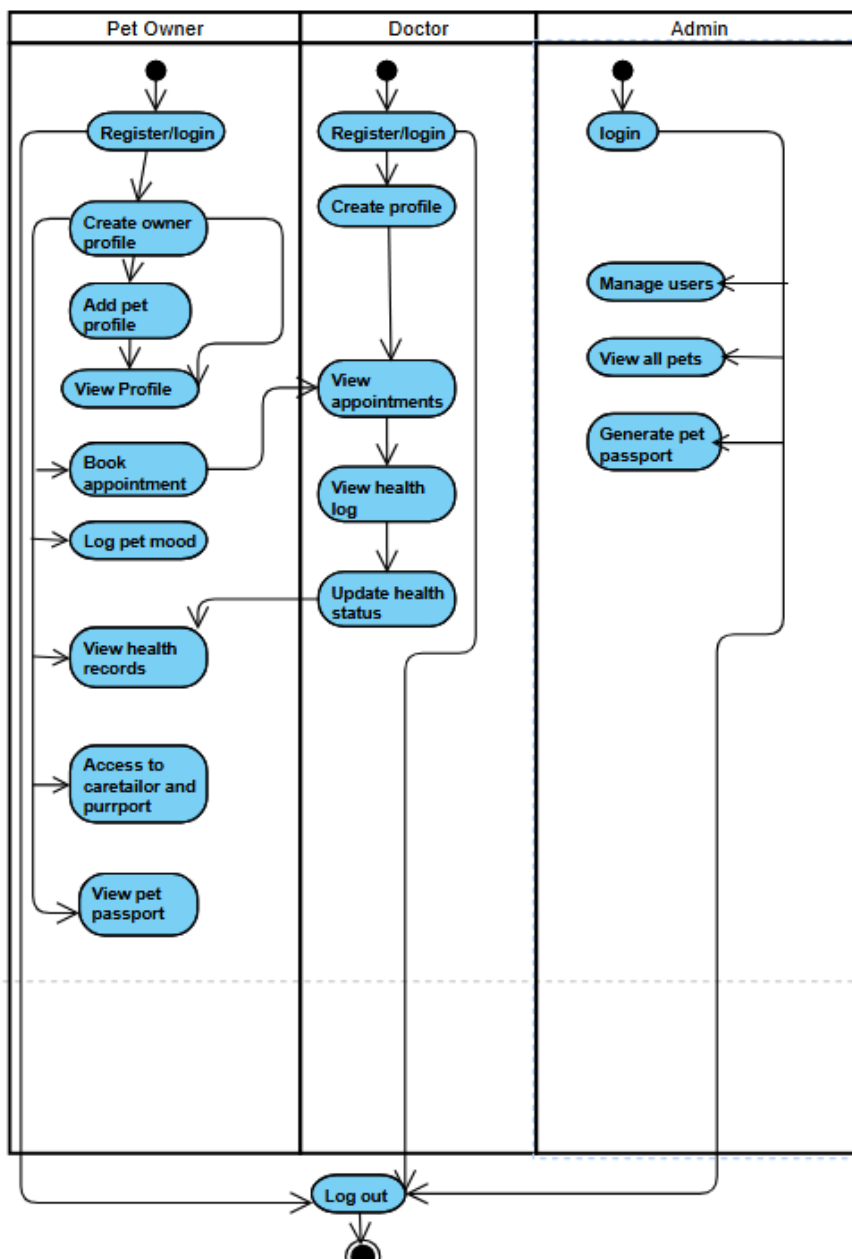 Pet Owner
Doctor
Admin
Register/login
Create owner
profile
Add pet
profile
View Profile
Book
appointment
Log pet mood
View health
records
Access to
caretailor and
purrport
View pet
passport
Register/login
Create profile
View
appointments
View health
log
Update health
status
login
Manage users
View all pets
Generate pet
passport
Log out